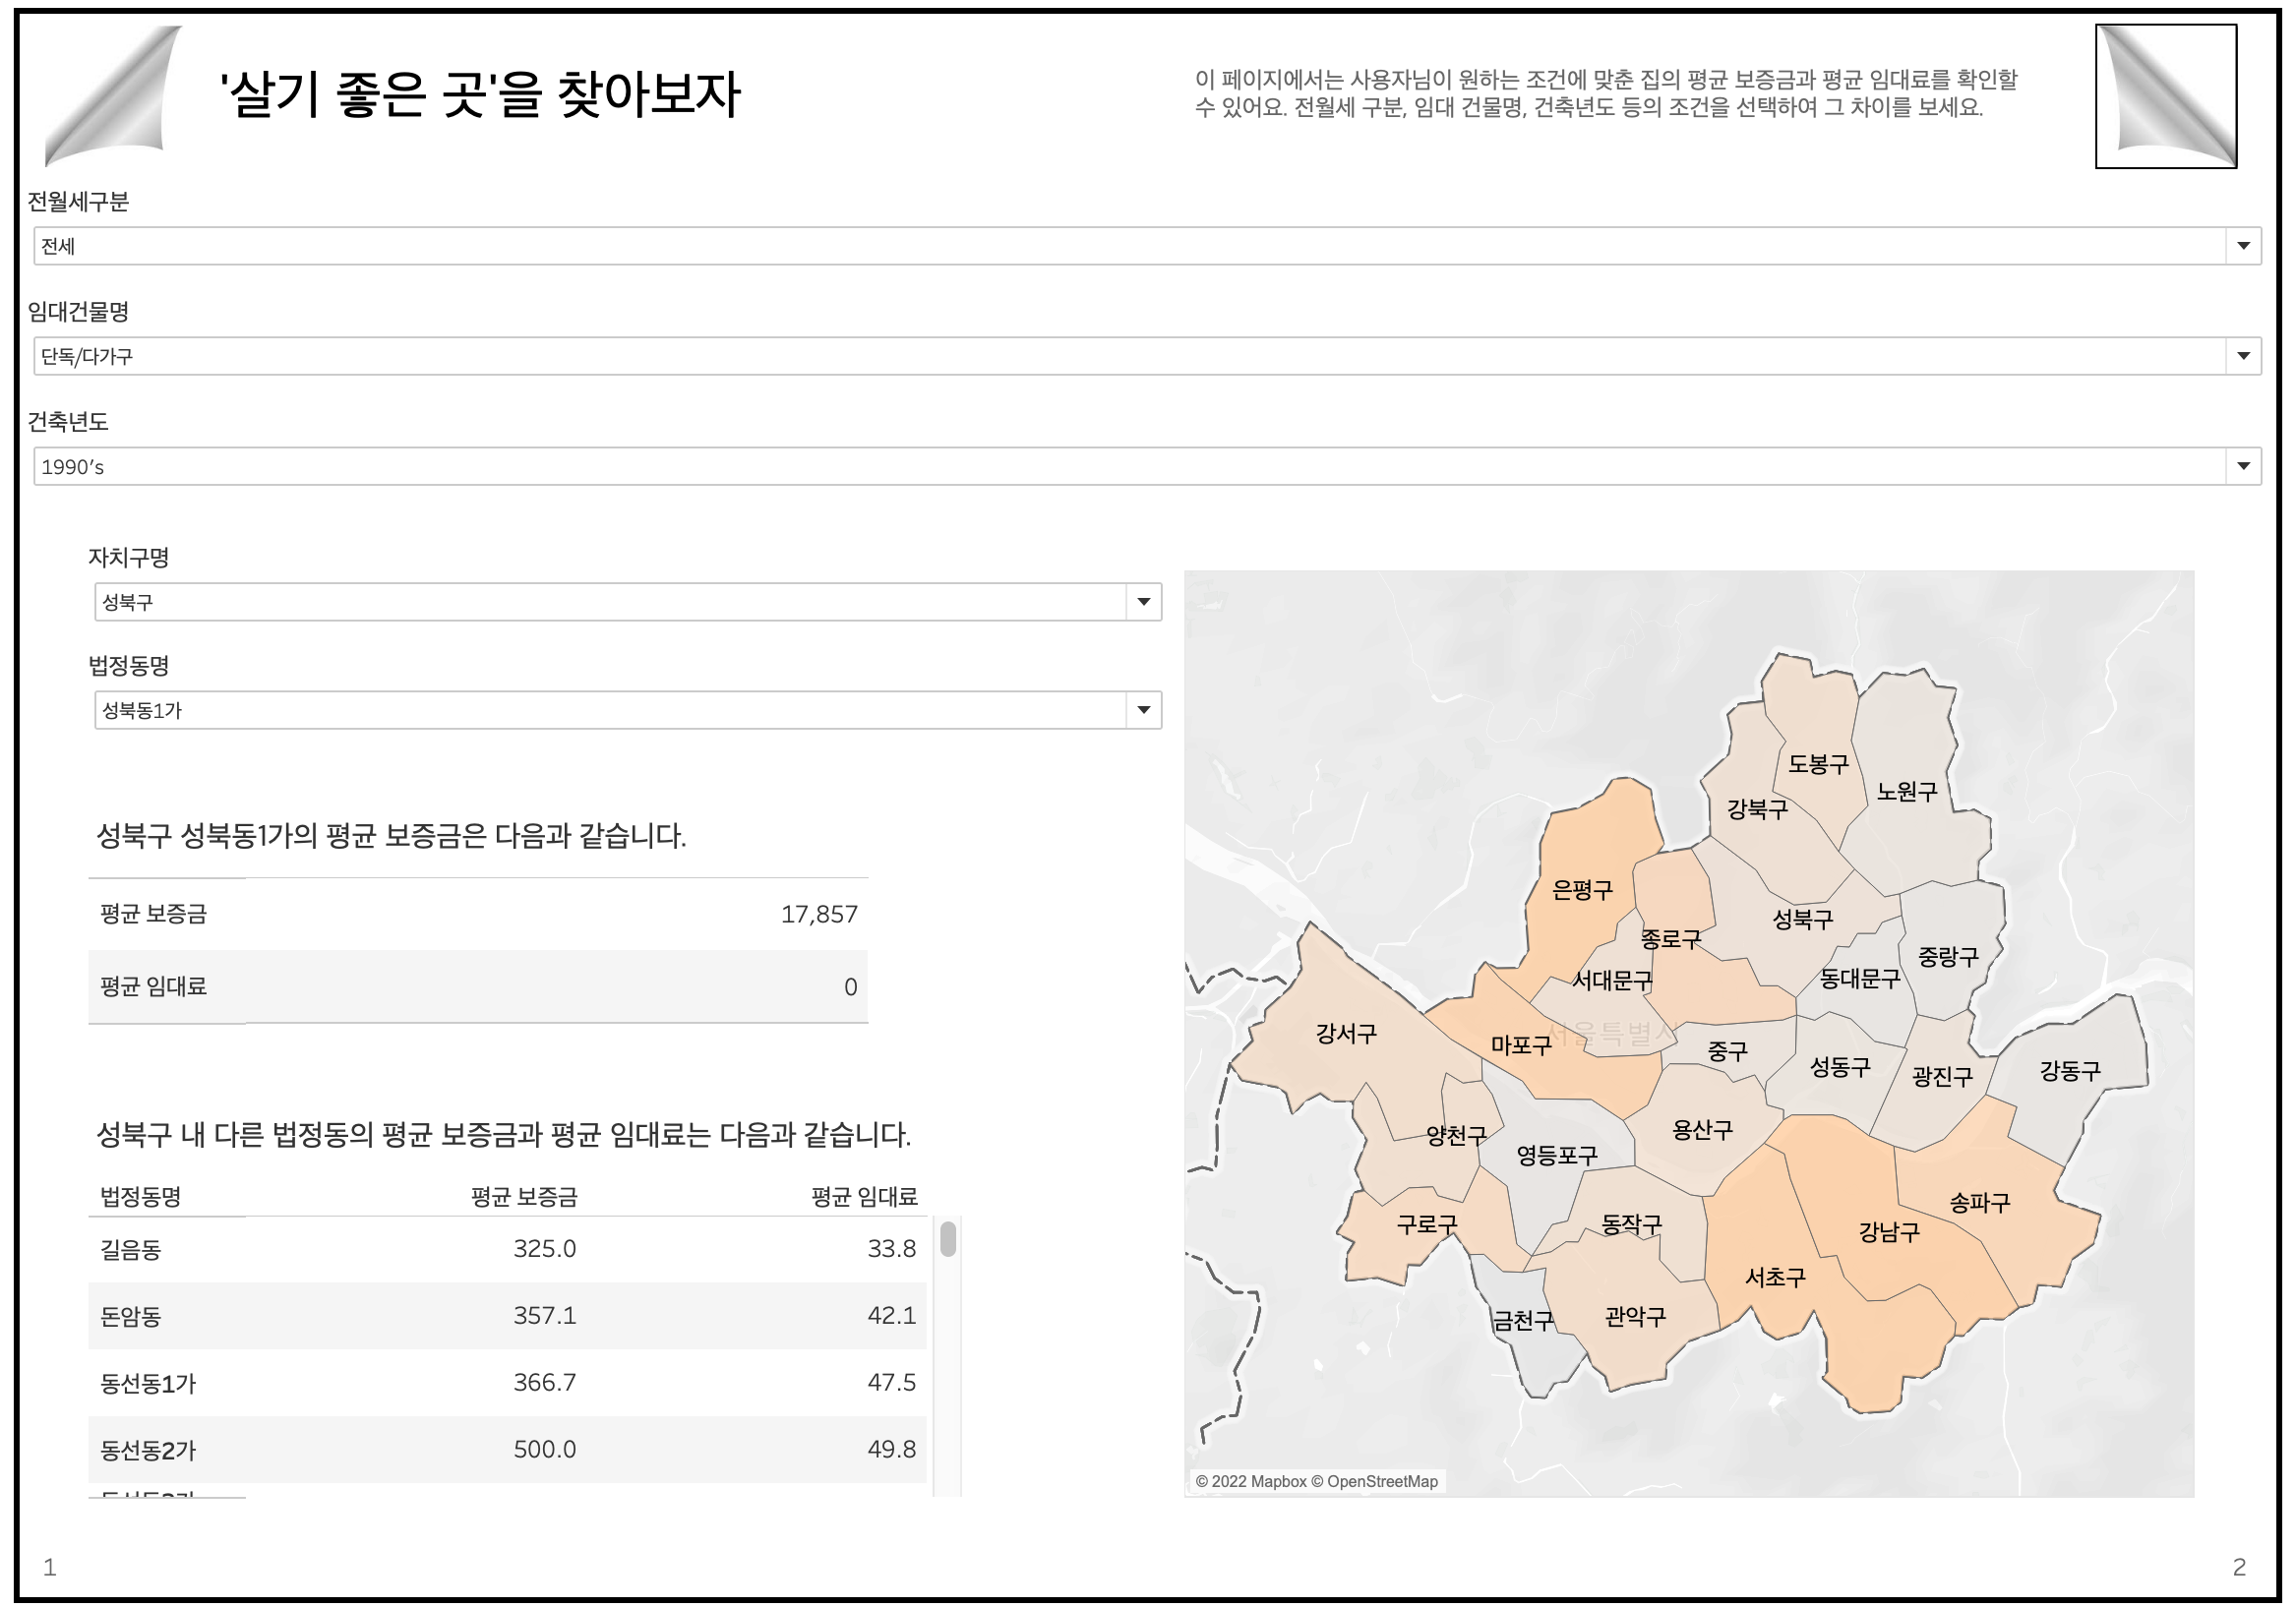 '살기 좋은 곳'을 찾아보자
이 페이지에서는 사용자님이 원하는 조건에 맞춘 집의 평균 보증금과 평균 임대료를 확인할
수 있어요. 전월세 구분, 임대 건물명, 건축년도 등의 조건을 선택하여 그 차이를 보세요.
전월세구분
전세
임대건물명
단독/다가구
건축년도
1990's
자치구명
성북구
법정동명
성북동1가
성북구 성북동1가의 평균 보증금은 다음과 같습니다.
평균 보증금 17,857
평균 임대료 0
성북구 내 다른 법정동의 평균 보증금과 평균 임대료는 다음과 같습니다.
법정동명 평균 보증금 평균 임대료
길음동 325.0 33.8
돈암동 357.1 42.1
동선동1가 366.7 47.5
동선동2가 500.0 49.8
도봉구
노원구
강북구
은평구
성북구
종로구
중랑구
서대문구
동대문구
강서구
마포구
서울특별시
중구
성동구
광진구
강동구
양천구
용산구
영등포구
송파구
구로구
동작구
강남구
서초구
금천구
관악구
© 2022 Mapbox © OpenStreetMap
1
2